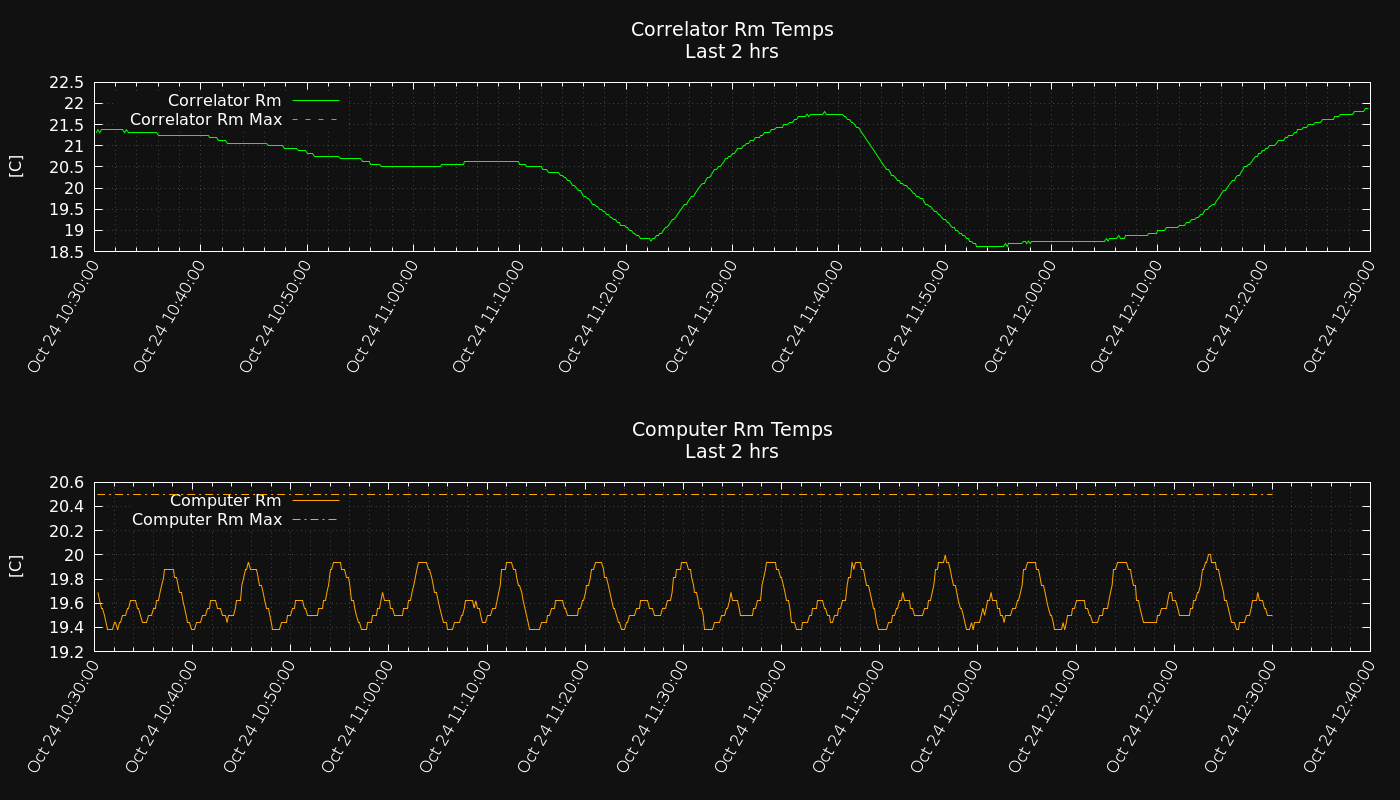 Correlator Rm Temps
Last 2 hrs
22.5
22
21.5
21
20.5
20
19.5
19
18.5
[C]
Correlator Rm
Correlator Rm Max
Oct 24 10:30:00
Oct 24 10:40:00
Oct 24 10:50:00
Oct 24 11:00:00
Oct 24 11:10:00
Oct 24 11:20:00
Oct 24 11:30:00
Oct 24 11:40:00
Oct 24 11:50:00
Oct 24 12:00:00
Oct 24 12:10:00
Oct 24 12:20:00
Oct 24 12:30:00
Computer Rm Temps
Last 2 hrs
20.6
20.4
20.2
20
19.8
19.6
19.4
19.2
[C]
Computer Rm
Computer Rm Max
Oct 24 10:30:00
Oct 24 10:40:00
Oct 24 10:50:00
Oct 24 11:00:00
Oct 24 11:10:00
Oct 24 11:20:00
Oct 24 11:30:00
Oct 24 11:40:00
Oct 24 11:50:00
Oct 24 12:00:00
Oct 24 12:10:00
Oct 24 12:20:00
Oct 24 12:30:00
Oct 24 12:40:00